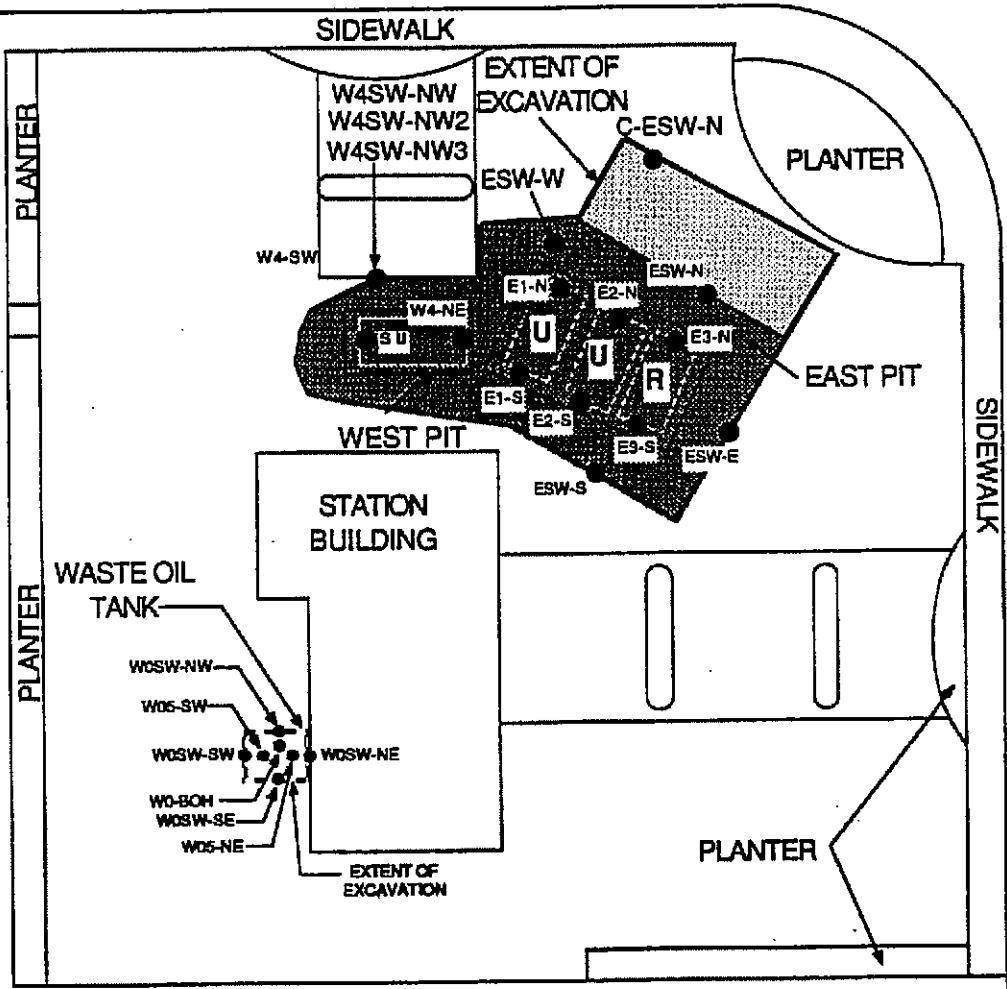 SIDEWALK
EXTENT OF
EXCAVATION
W4SW-NW
W4SW-NW2
W4SW-NW3
C-ESW-N
PLANTER
PLANTER
ESW-W
W4-SW
ESW-N
E1-N
E2-N
W4-NE
S U
U
U
R
E3-N
EAST PIT
E1-S
E2-S
E3-S
ESW-E
WEST PIT
ESW-S
SIDEWALK
STATION
BUILDING
WASTE OIL
TANK
PLANTER
W0SW-NW
W05-SW
W0SW-SW
W0SW-NE
W0-BOH
W0SW-SE
W05-NE
EXTENT OF
EXCAVATION
PLANTER